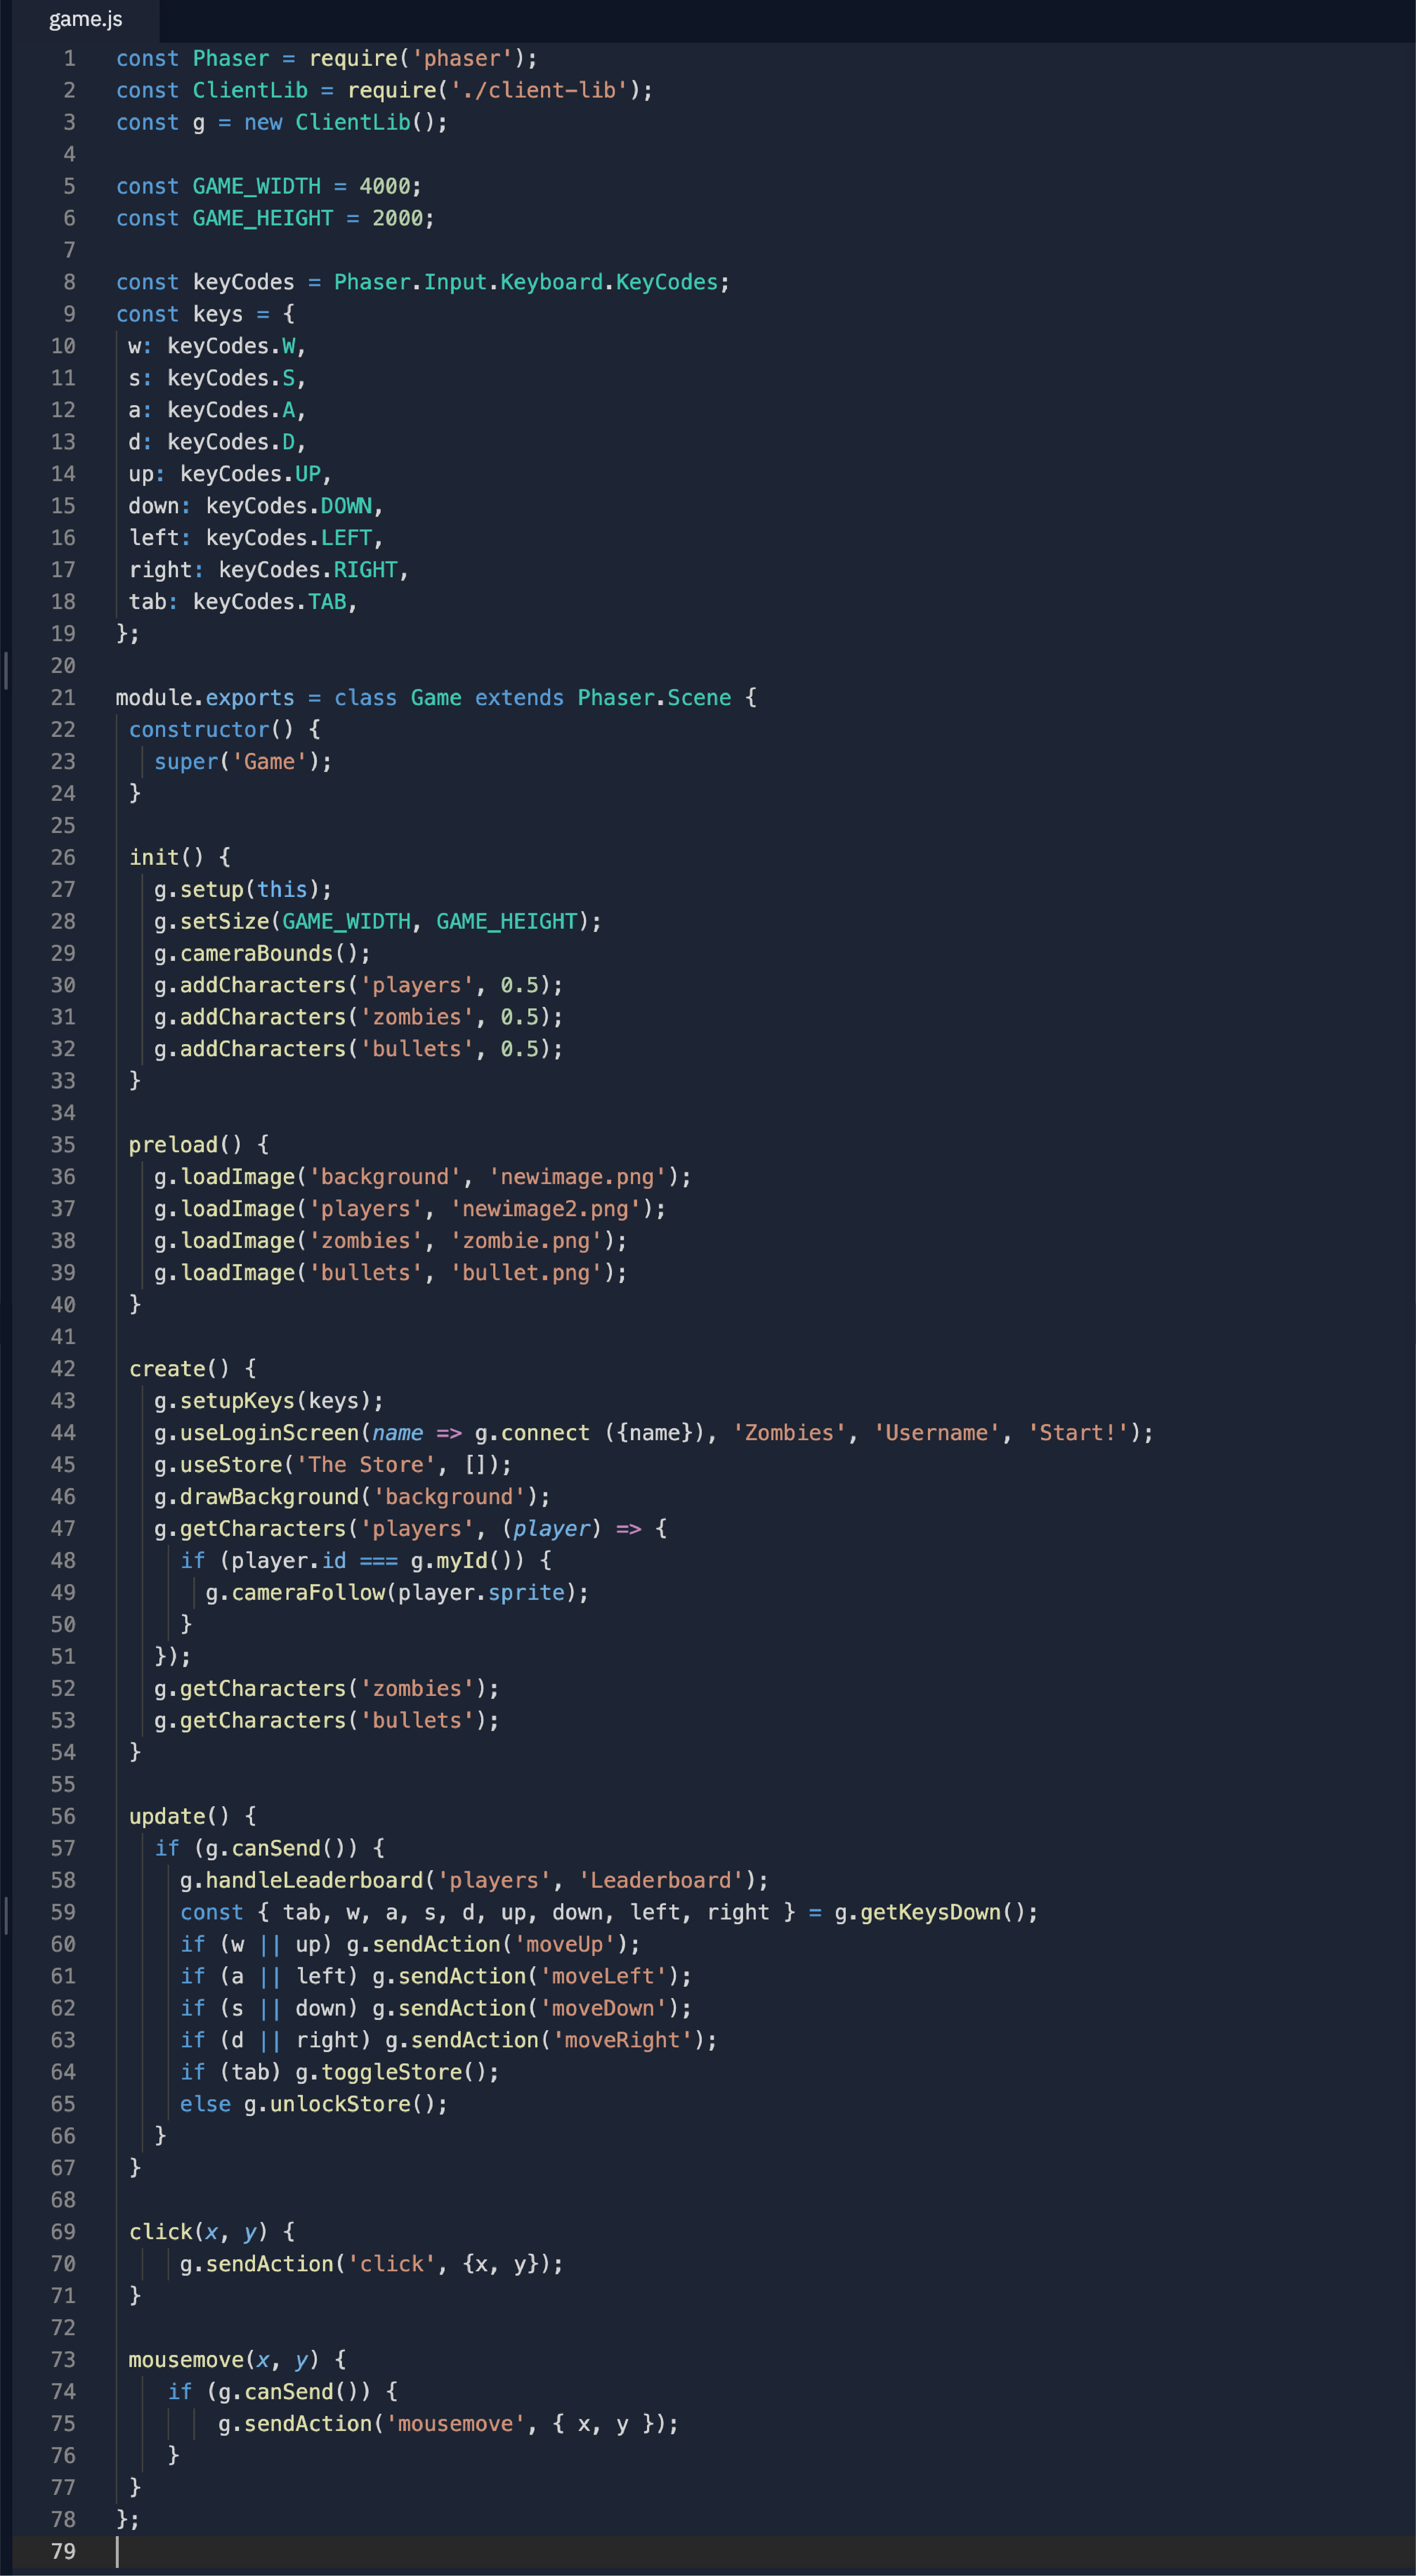 game.js
1 const Phaser = require('phaser');
2 const ClientLib = require('./client-lib');
3 const g = new ClientLib();
4
5 const GAME_WIDTH = 4000;
6 const GAME_HEIGHT = 2000;
7
8 const keyCodes = Phaser.Input.Keyboard.KeyCodes;
9 const keys = {
10  w: keyCodes.W,
11  s: keyCodes.S,
12  a: keyCodes.A,
13  d: keyCodes.D,
14  up: keyCodes.UP,
15  down: keyCodes.DOWN,
16  left: keyCodes.LEFT,
17  right: keyCodes.RIGHT,
18  tab: keyCodes.TAB,
19 };
20
21 module.exports = class Game extends Phaser.Scene {
22  constructor() {
23    super('Game');
24  }
25
26  init() {
27    g.setup(this);
28    g.setSize(GAME_WIDTH, GAME_HEIGHT);
29    g.cameraBounds();
30    g.addCharacters('players', 0.5);
31    g.addCharacters('zombies', 0.5);
32    g.addCharacters('bullets', 0.5);
33  }
34
35  preload() {
36    g.loadImage('background', 'newimage.png');
37    g.loadImage('players', 'newimage2.png');
38    g.loadImage('zombies', 'zombie.png');
39    g.loadImage('bullets', 'bullet.png');
40  }
41
42  create() {
43    g.setupKeys(keys);
44    g.useLoginScreen(name => g.connect ({name}), 'Zombies', 'Username', 'Start!');
45    g.useStore('The Store', []);
46    g.drawBackground('background');
47    g.getCharacters('players', (player) => {
48      if (player.id === g.myId()) {
49        g.cameraFollow(player.sprite);
50      }
51    });
52    g.getCharacters('zombies');
53    g.getCharacters('bullets');
54  }
55
56  update() {
57    if (g.canSend()) {
58      g.handleLeaderboard('players', 'Leaderboard');
59      const { tab, w, a, s, d, up, down, left, right } = g.getKeysDown();
60      if (w || up) g.sendAction('moveUp');
61      if (a || left) g.sendAction('moveLeft');
62      if (s || down) g.sendAction('moveDown');
63      if (d || right) g.sendAction('moveRight');
64      if (tab) g.toggleStore();
65      else g.unlockStore();
66    }
67  }
68
69  click(x, y) {
70      g.sendAction('click', {x, y});
71  }
72
73  mousemove(x, y) {
74     if (g.canSend()) {
75         g.sendAction('mousemove', { x, y });
76     }
77  }
78 };
79